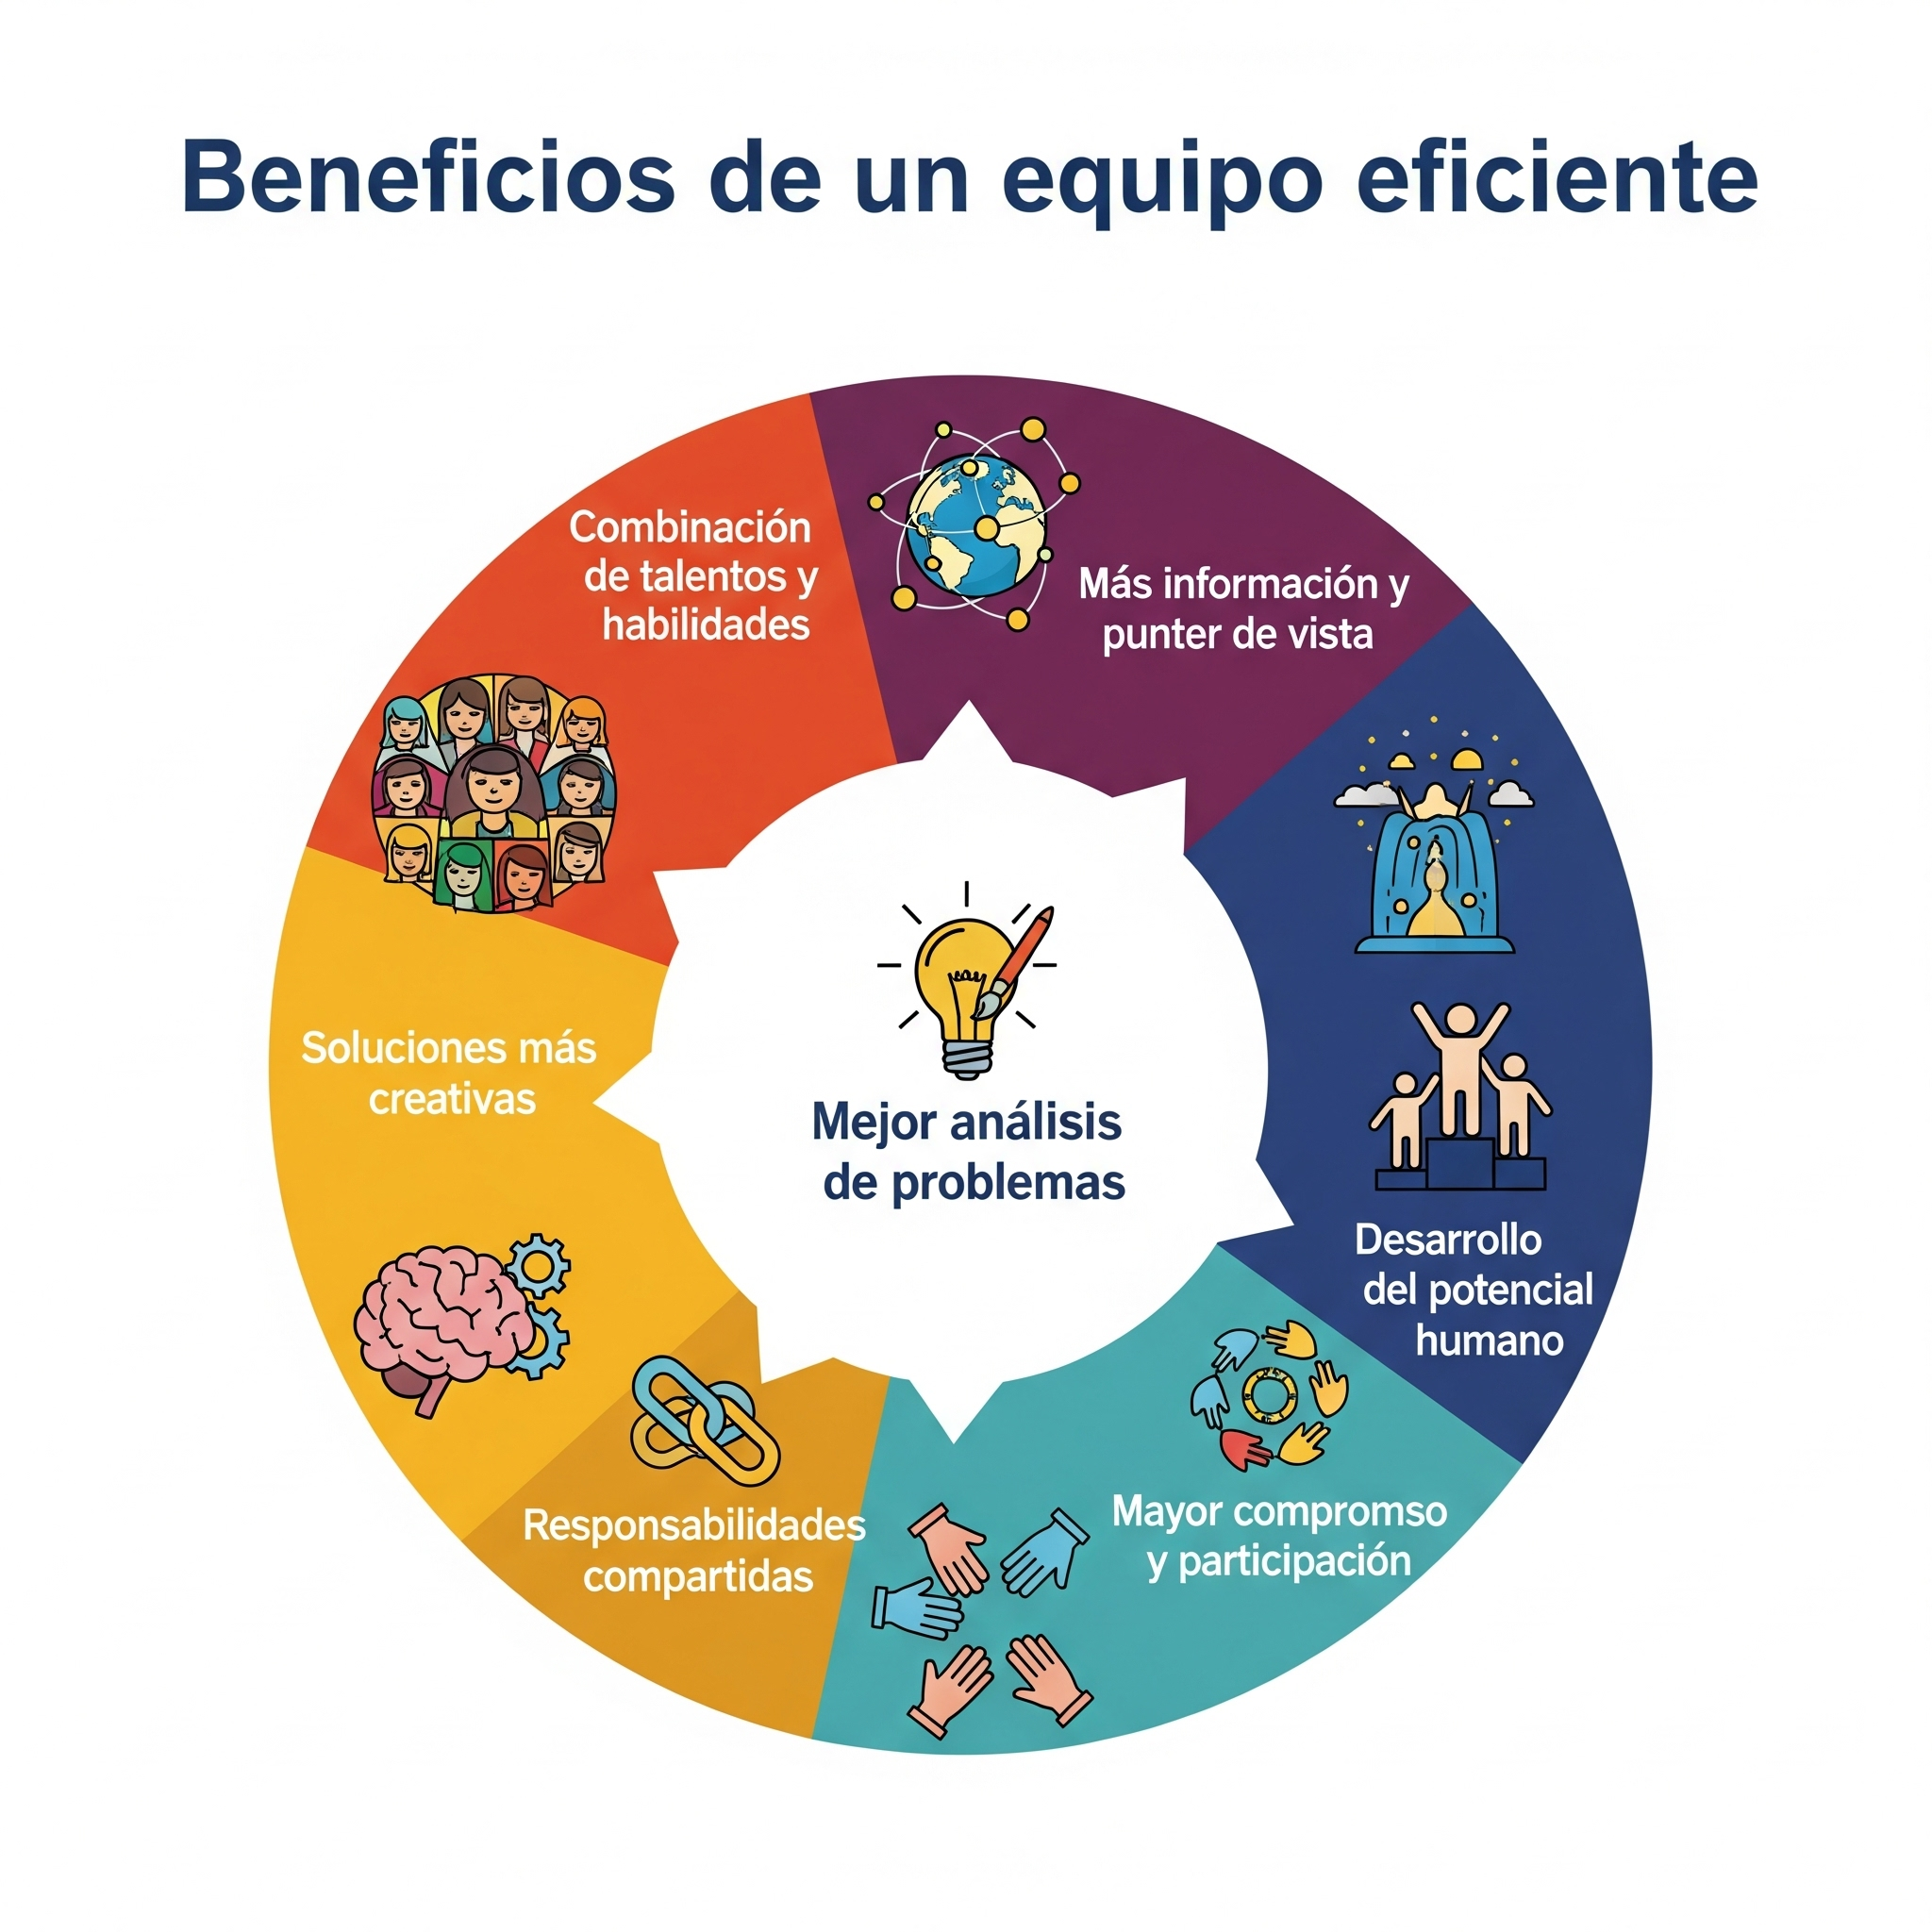 Beneficios de un equipo eficiente
Combinación
de talentos y
habilidades
Más información y
punter de vista
Soluciones más
creativas
Mejor análisis
de problemas
Desarrollo
del potencial
humano
Responsabilidades
compartidas
Mayor compromso
y participación